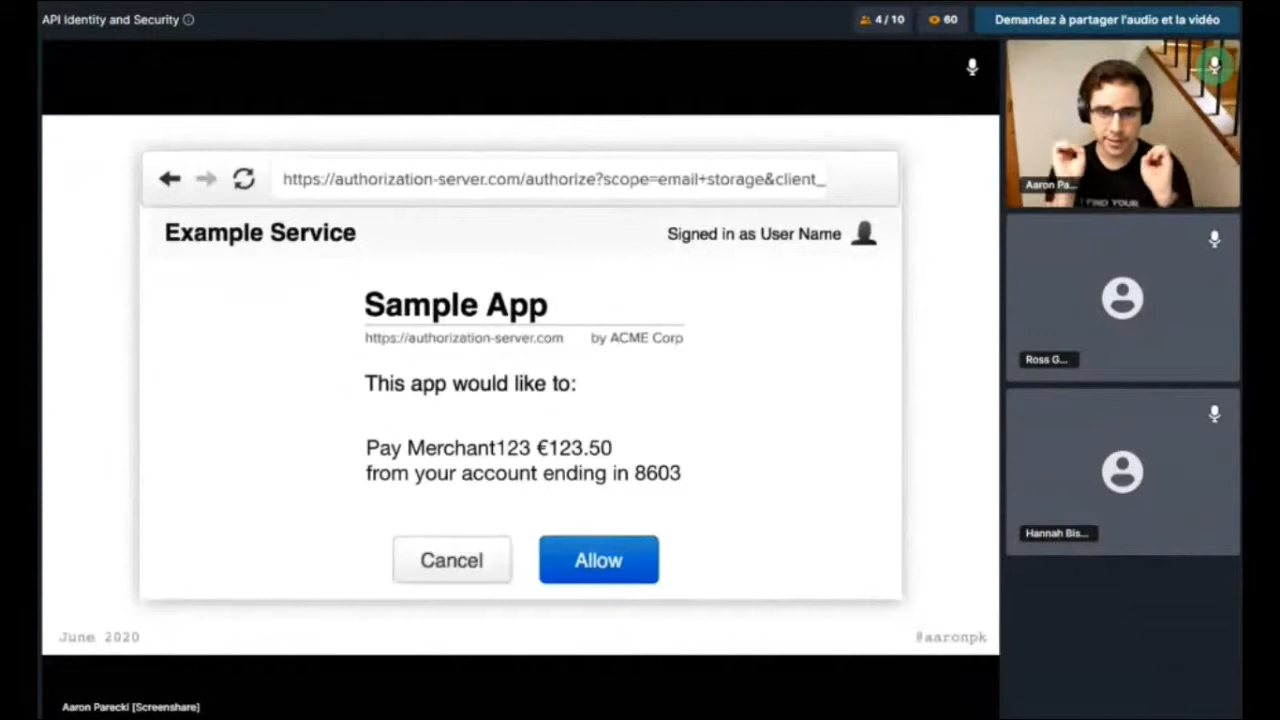 API Identity and Security
4 / 10
60
Demandez à partager l'audio et la vidéo
https://authorization-server.com/authorize?scope=email+storage&client_
Example Service
Signed in as User Name
Sample App
https://authorization-server.com by ACME Corp
This app would like to:
Pay Merchant123 €123.50
from your account ending in 8603
Cancel
Allow
June 2020
@aaronpk
Aaron Parecki [Screenshare]
Aaron Pa...
I FIND YOUR
Ross G...
Hannah Bis...